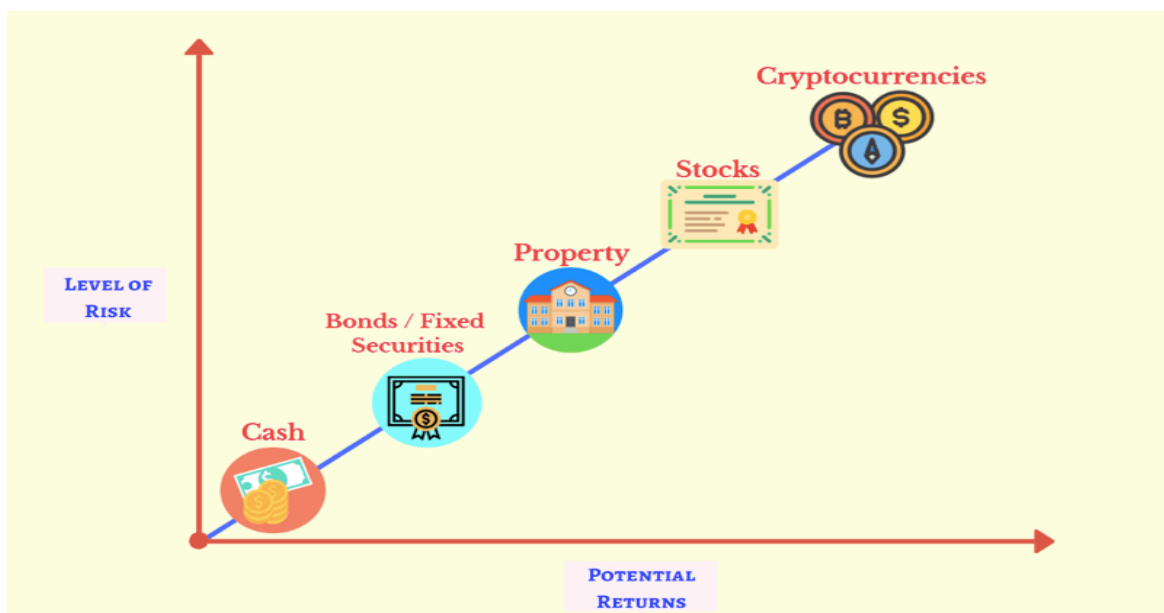 Cryptocurrencies
Stocks
Property
LEVEL OF
RISK
Bonds / Fixed
Securities
Cash
POTENTIAL
RETURNS